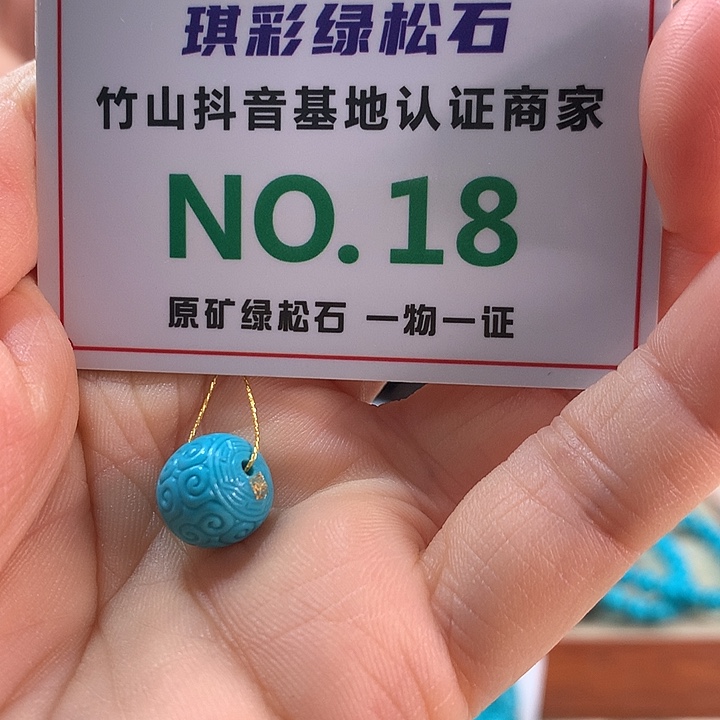 琪彩绿松石
竹山抖音基地认证商家
NO.18
原矿绿松石 一物一证